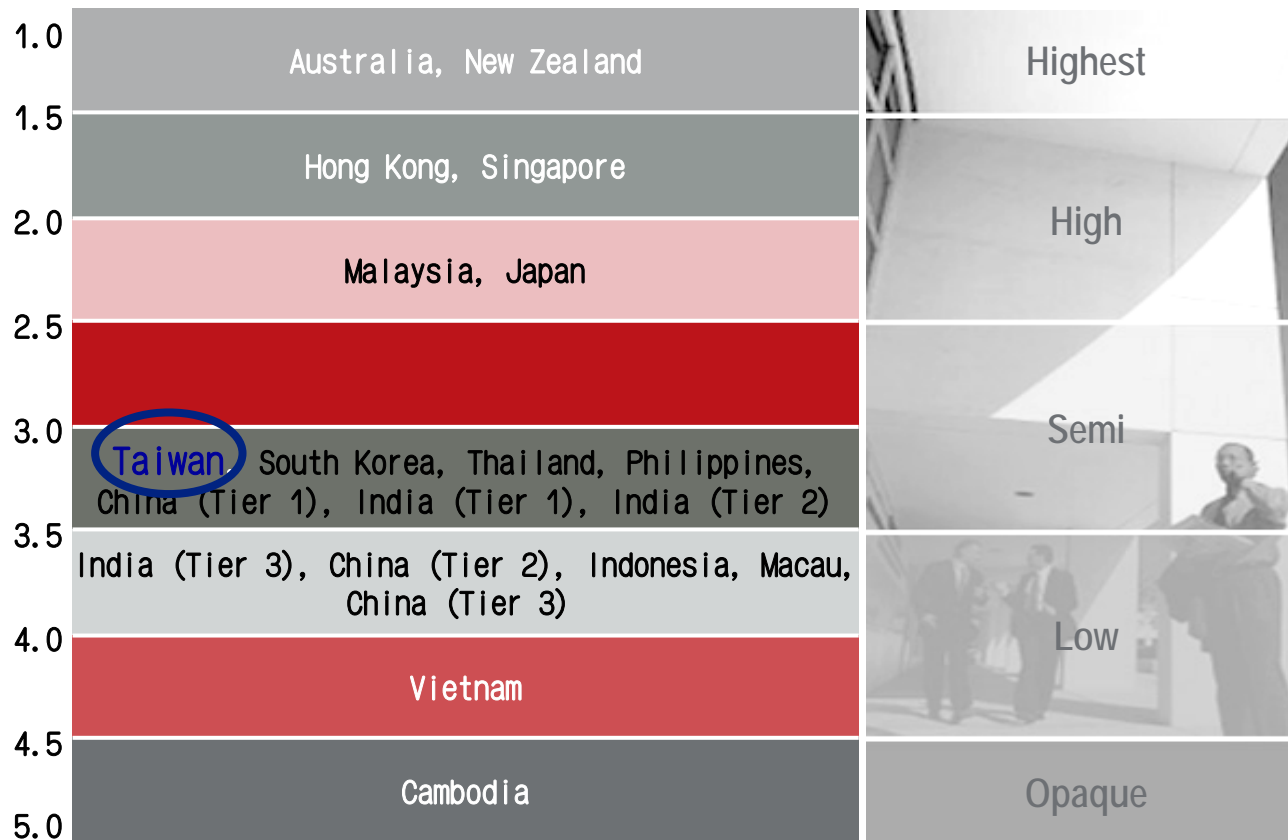 1.0
Australia, New Zealand
Highest
1.5
Hong Kong, Singapore
2.0
High
Malaysia, Japan
2.5
3.0
Semi
Taiwan, South Korea, Thailand, Philippines,
China (Tier 1), India (Tier 1), India (Tier 2)
3.5
India (Tier 3), China (Tier 2), Indonesia, Macau,
China (Tier 3)
4.0
Low
Vietnam
4.5
Cambodia
Opaque
5.0